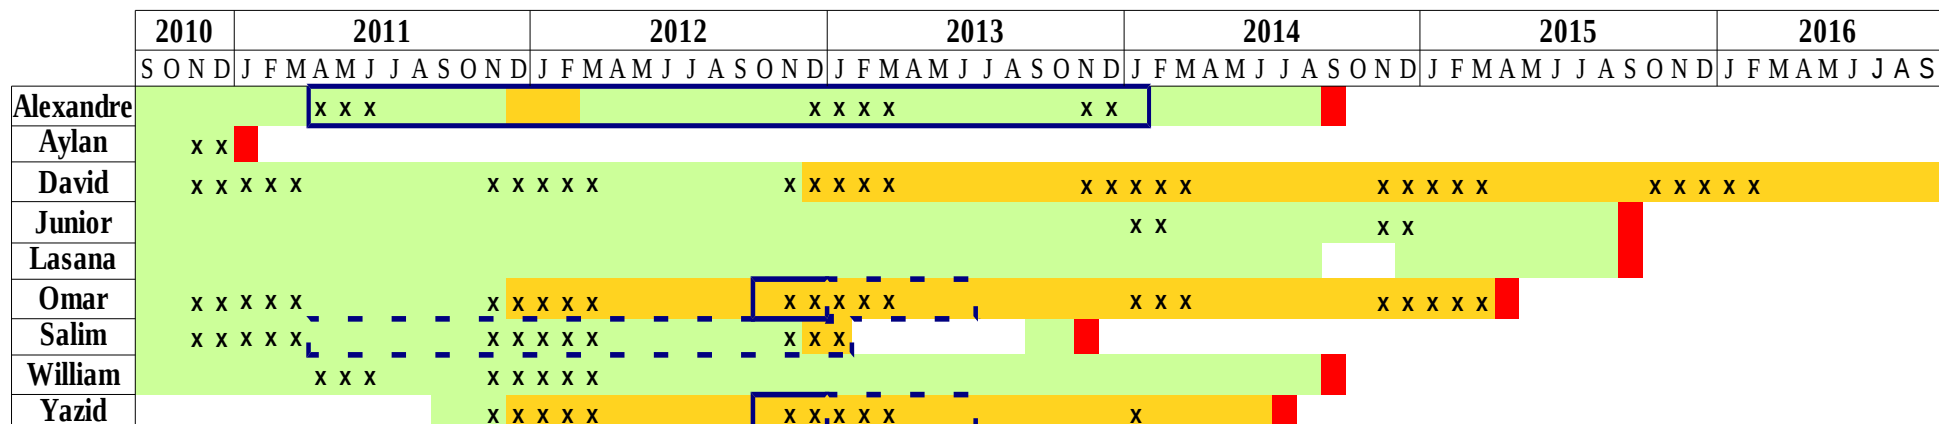 2010 2011 2012 2013 2014 2015 2016
S O N D J F M A M J J A S O N D J F M A M J J A S O N D J F M A M J J A S O N D J F M A M J J A S O N D J F M A M J J A S O N D J F M A M J J A S
Alexandre x x x x x x x x x
Aylan x x
David x x x x x x x x x x x x x x x x x x x x x x x x x x x x x x
Junior x x x x
Lasana
Omar x x x x x x x x x x x x x x x x x x x x x x x
Salim x x x x x x x x x x x x x
William x x x x x x x x
Yazid x x x x x x x x x x x